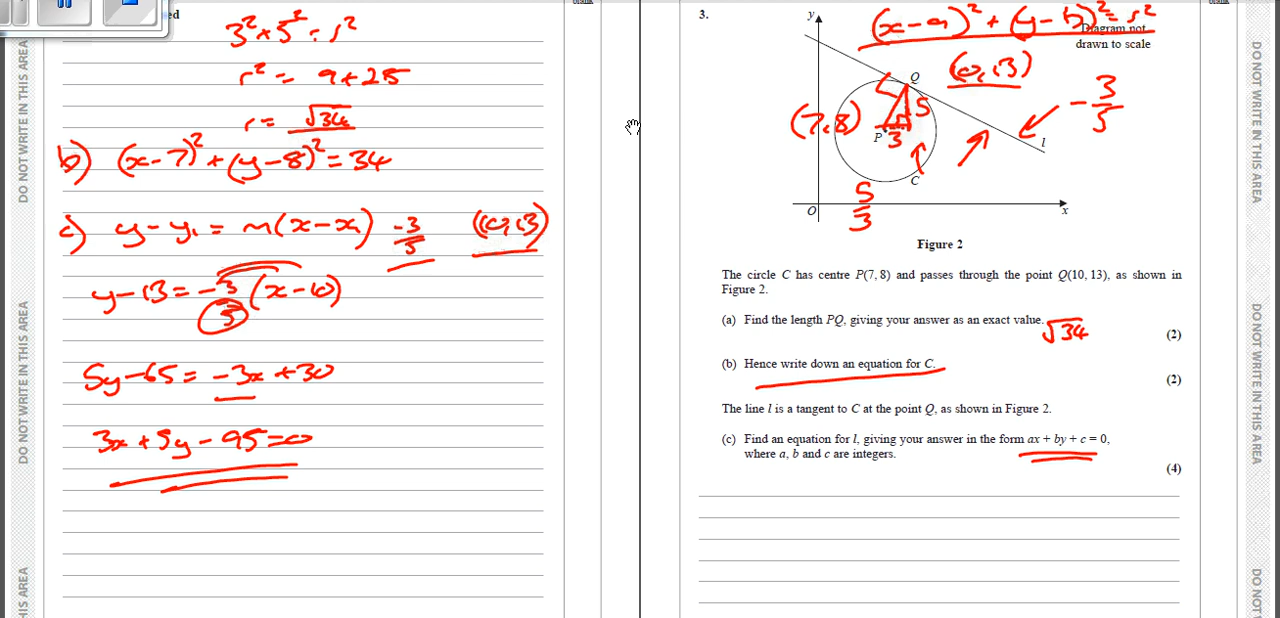 ed
3² + 5² = r²
r² = 9 + 25
r = √34
b) (x-7)² + (y-8)² = 34
c) y - y₁ = m(x - x₁) -3/5 (10, 13)
y - 13 = -3/5 (x - 10)
5y - 65 = -3x + 30
3x + 5y - 95 = 0
DO NOT WRITE IN THIS AREA
DO NOT WRITE IN THIS AREA
HIS AREA
3.
(x - a)² + (y - b)² = r²
Diagram not
drawn to scale
y
(10, 13)
Q
5
-3/5
(7, 8)
P
3
l
C
5/3
O
x
Figure 2
The circle C has centre P(7, 8) and passes through the point Q(10, 13), as shown in
Figure 2.
(a) Find the length PQ, giving your answer as an exact value. √34
(2)
(b) Hence write down an equation for C.
(2)
The line l is a tangent to C at the point Q, as shown in Figure 2.
(c) Find an equation for l, giving your answer in the form ax + by + c = 0,
where a, b and c are integers.
(4)
DO NOT WRITE IN THIS AREA
DO NOT WRITE IN THIS AREA
DO NOT